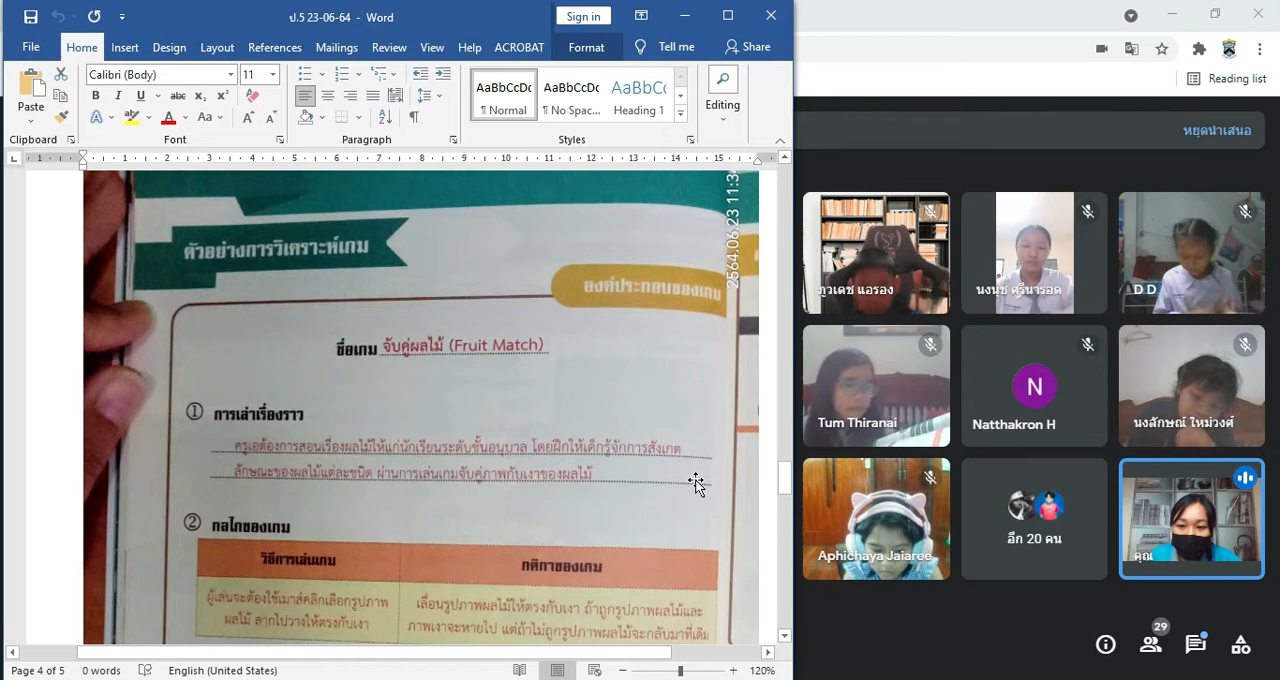 ป.5 23-06-64 - Word
Sign in
File
Home
Insert
Design
Layout
References
Mailings
Review
View
Help
ACROBAT
Format
Tell me
Share
Reading list
Paste
Calibri (Body)
11
Clipboard
Font
Paragraph
AaBbCcDc
AaBbCcDc
AaBbCc
¶ Normal
¶ No Spac...
Heading 1
Styles
Editing
หยุดนำเสนอ
ตัวอย่างการวิเคราะห์เกม
2564.06.23 11:34
องค์ประกอบของเกม
ชื่อเกม จับคู่ผลไม้ (Fruit Match)
① การเล่าเรื่องราว
ครูเอต้องการสอนเรื่องผลไม้ให้แก่นักเรียนระดับชั้นอนุบาล โดยฝึกให้เด็กรู้จักการสังเกต
ลักษณะของผลไม้แต่ละชนิด ผ่านการเล่นเกมจับคู่ภาพกับเงาของผลไม้
② กลไกของเกม
วิธีการเล่นเกม
กติกาของเกม
ผู้เล่นจะต้องใช้เมาส์คลิกเลือกรูปภาพ
ผลไม้ ลากไปวางให้ตรงกับเงา
เลื่อนรูปภาพผลไม้ให้ตรงกับเงา ถ้าถูกรูปภาพผลไม้และ
ภาพเงาจะหายไป แต่ถ้าไม่ถูกรูปภาพผลไม้จะกลับมาที่เดิม
ภูวเดช แอรอง
นงนุช ศรีนารอด
D D
Tum Thiranai
N
Natthakron H
นงลักษณ์ ใหม่วงศ์
Aphichaya Jaiaree
อีก 20 คน
คุณ
29
Page 4 of 5
0 words
English (United States)
120%